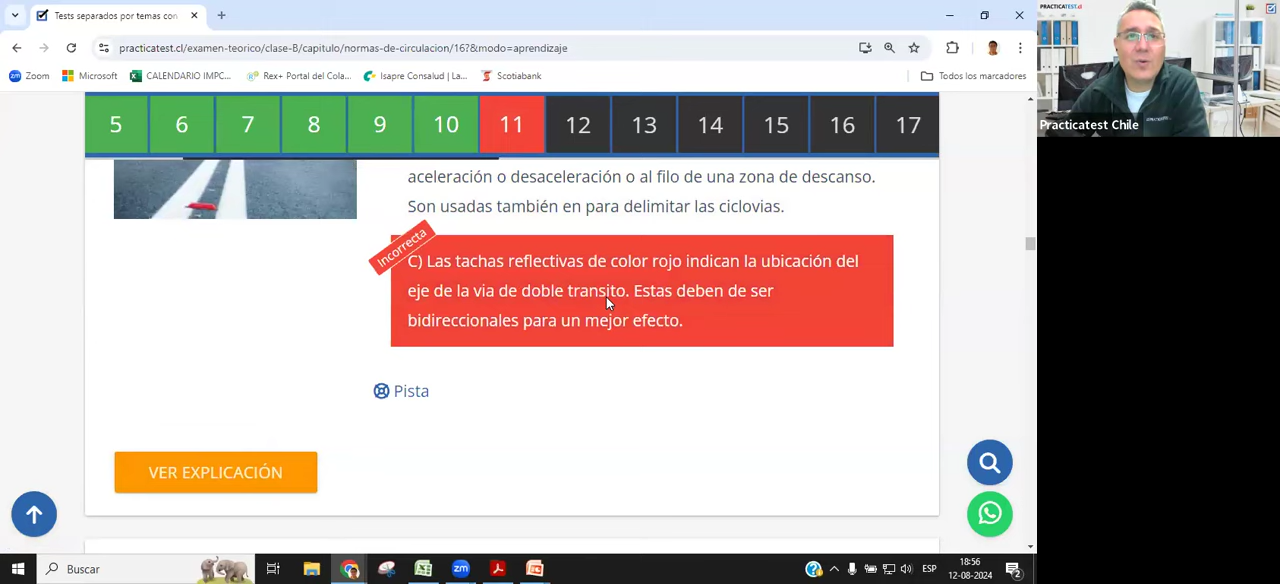 Tests separados por temas con
practicatest.cl/examen-teorico/clase-B/capitulo/normas-de-circulacion/16?&modo=aprendizaje
Zoom
Microsoft
CALENDARIO IMPC...
Rex+ Portal del Cola...
Isapre Consalud | La...
Scotiabank
Todos los marcadores
PRACTICATEST.cl
Practicatest Chile
5 6 7 8 9 10 11 12 13 14 15 16 17
aceleración o desaceleración o al filo de una zona de descanso.
Son usadas también en para delimitar las ciclovias.
Incorrecta
C) Las tachas reflectivas de color rojo indican la ubicación del
eje de la via de doble transito. Estas deben de ser
bidireccionales para un mejor efecto.
Pista
VER EXPLICACIÓN
Buscar
ESP
18:56
12-08-2024
2